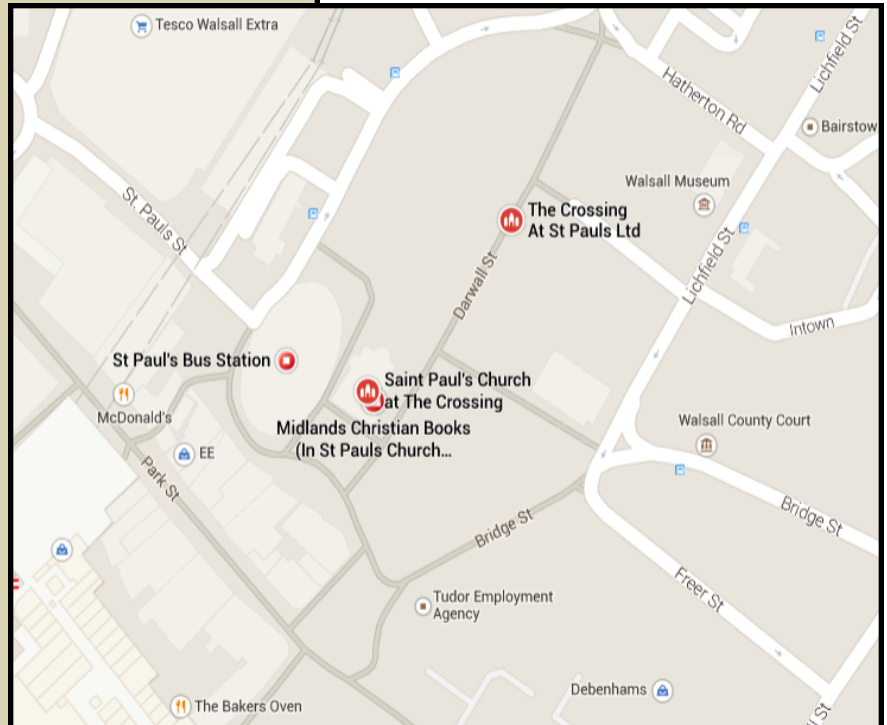 Tesco Walsall Extra
Lichfield St
Hatherton Rd
Bairstow
Walsall Museum
St. Pauls St
The Crossing
At St Pauls Ltd
Lichfield St
Darwall St
Intown
St Paul's Bus Station
Saint Paul's Church
at The Crossing
McDonald's
Midlands Christian Books
(In St Pauls Church...
Walsall County Court
EE
Park St
Bridge St
Bridge St
Freer St
Tudor Employment
Agency
Debenhams
The Bakers Oven